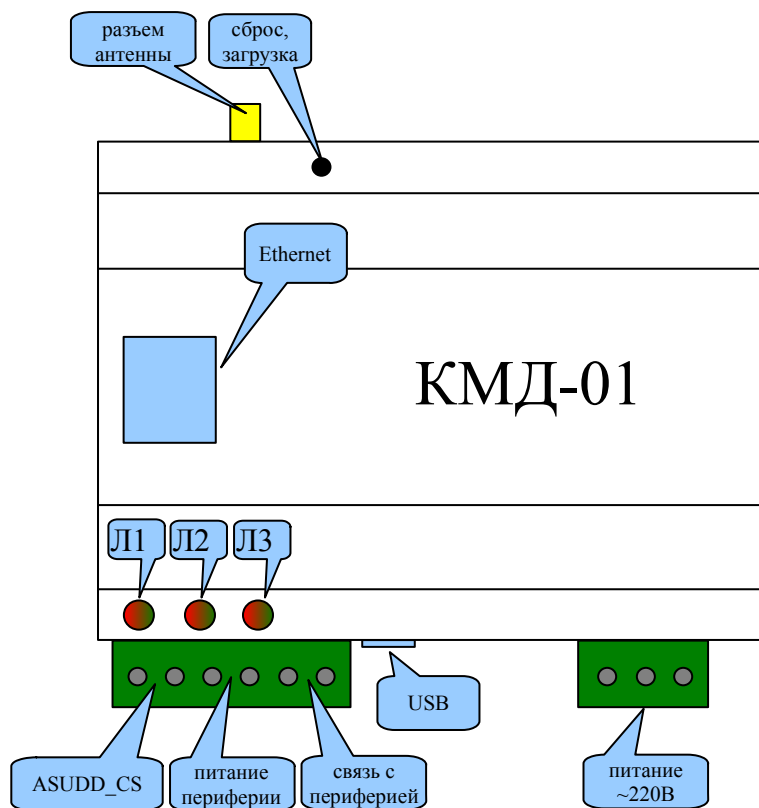 разъем
антенны
сброс,
загрузка
Ethernet
КМД-01
Л1
Л2
Л3
USB
ASUDD_CS
питание
периферии
связь с
периферией
питание
~220В